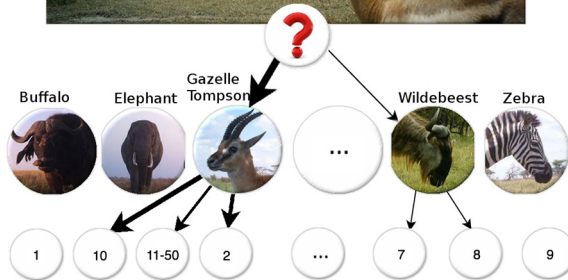 ?
Buffalo
Elephant
Gazelle
Tompson
...
Wildebeest
Zebra
1
10
11-50
2
...
7
8
9